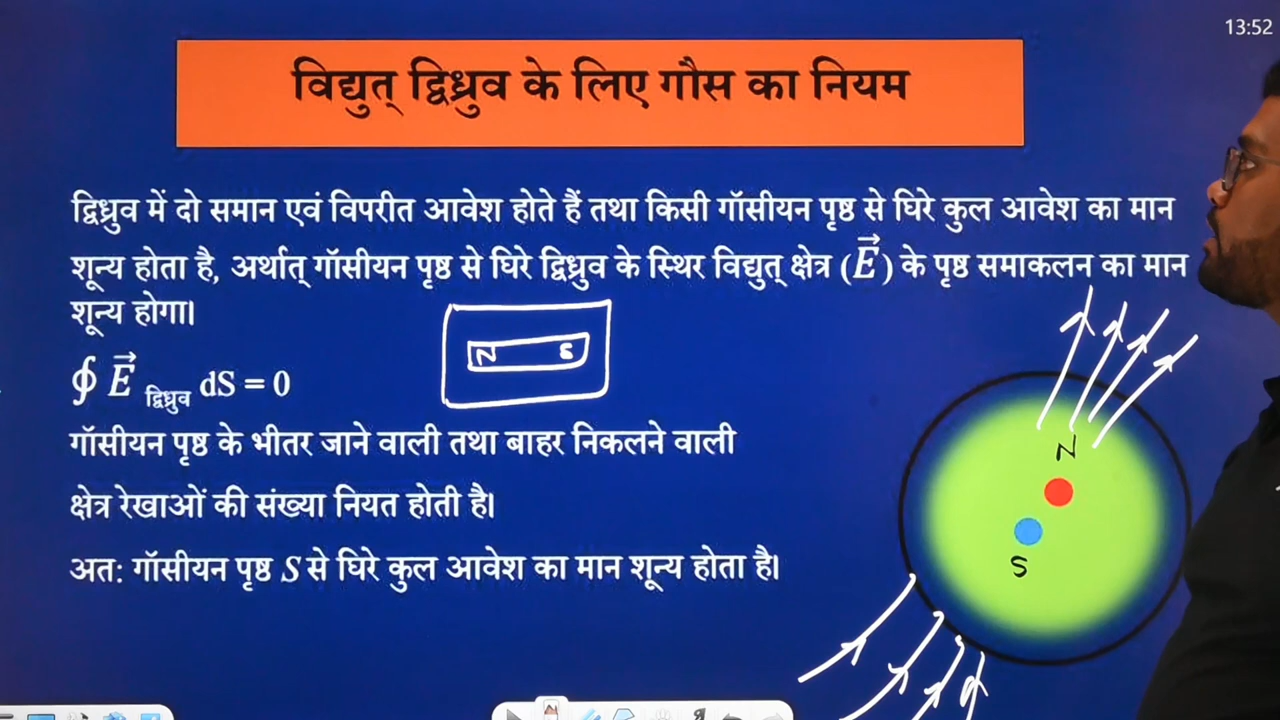 13:52
विद्युत् द्विध्रुव के लिए गौस का नियम
द्विध्रुव में दो समान एवं विपरीत आवेश होते हैं तथा किसी गॉसीयन पृष्ठ से घिरे कुल आवेश का मान
शून्य होता है, अर्थात् गॉसीयन पृष्ठ से घिरे द्विध्रुव के स्थिर विद्युत् क्षेत्र (E⃗) के पृष्ठ समाकलन का मान
शून्य होगा।
N S
∮ E⃗ द्विध्रुव dS = 0
गॉसीयन पृष्ठ के भीतर जाने वाली तथा बाहर निकलने वाली
क्षेत्र रेखाओं की संख्या नियत होती है।
अत: गॉसीयन पृष्ठ S से घिरे कुल आवेश का मान शून्य होता है।
N
S